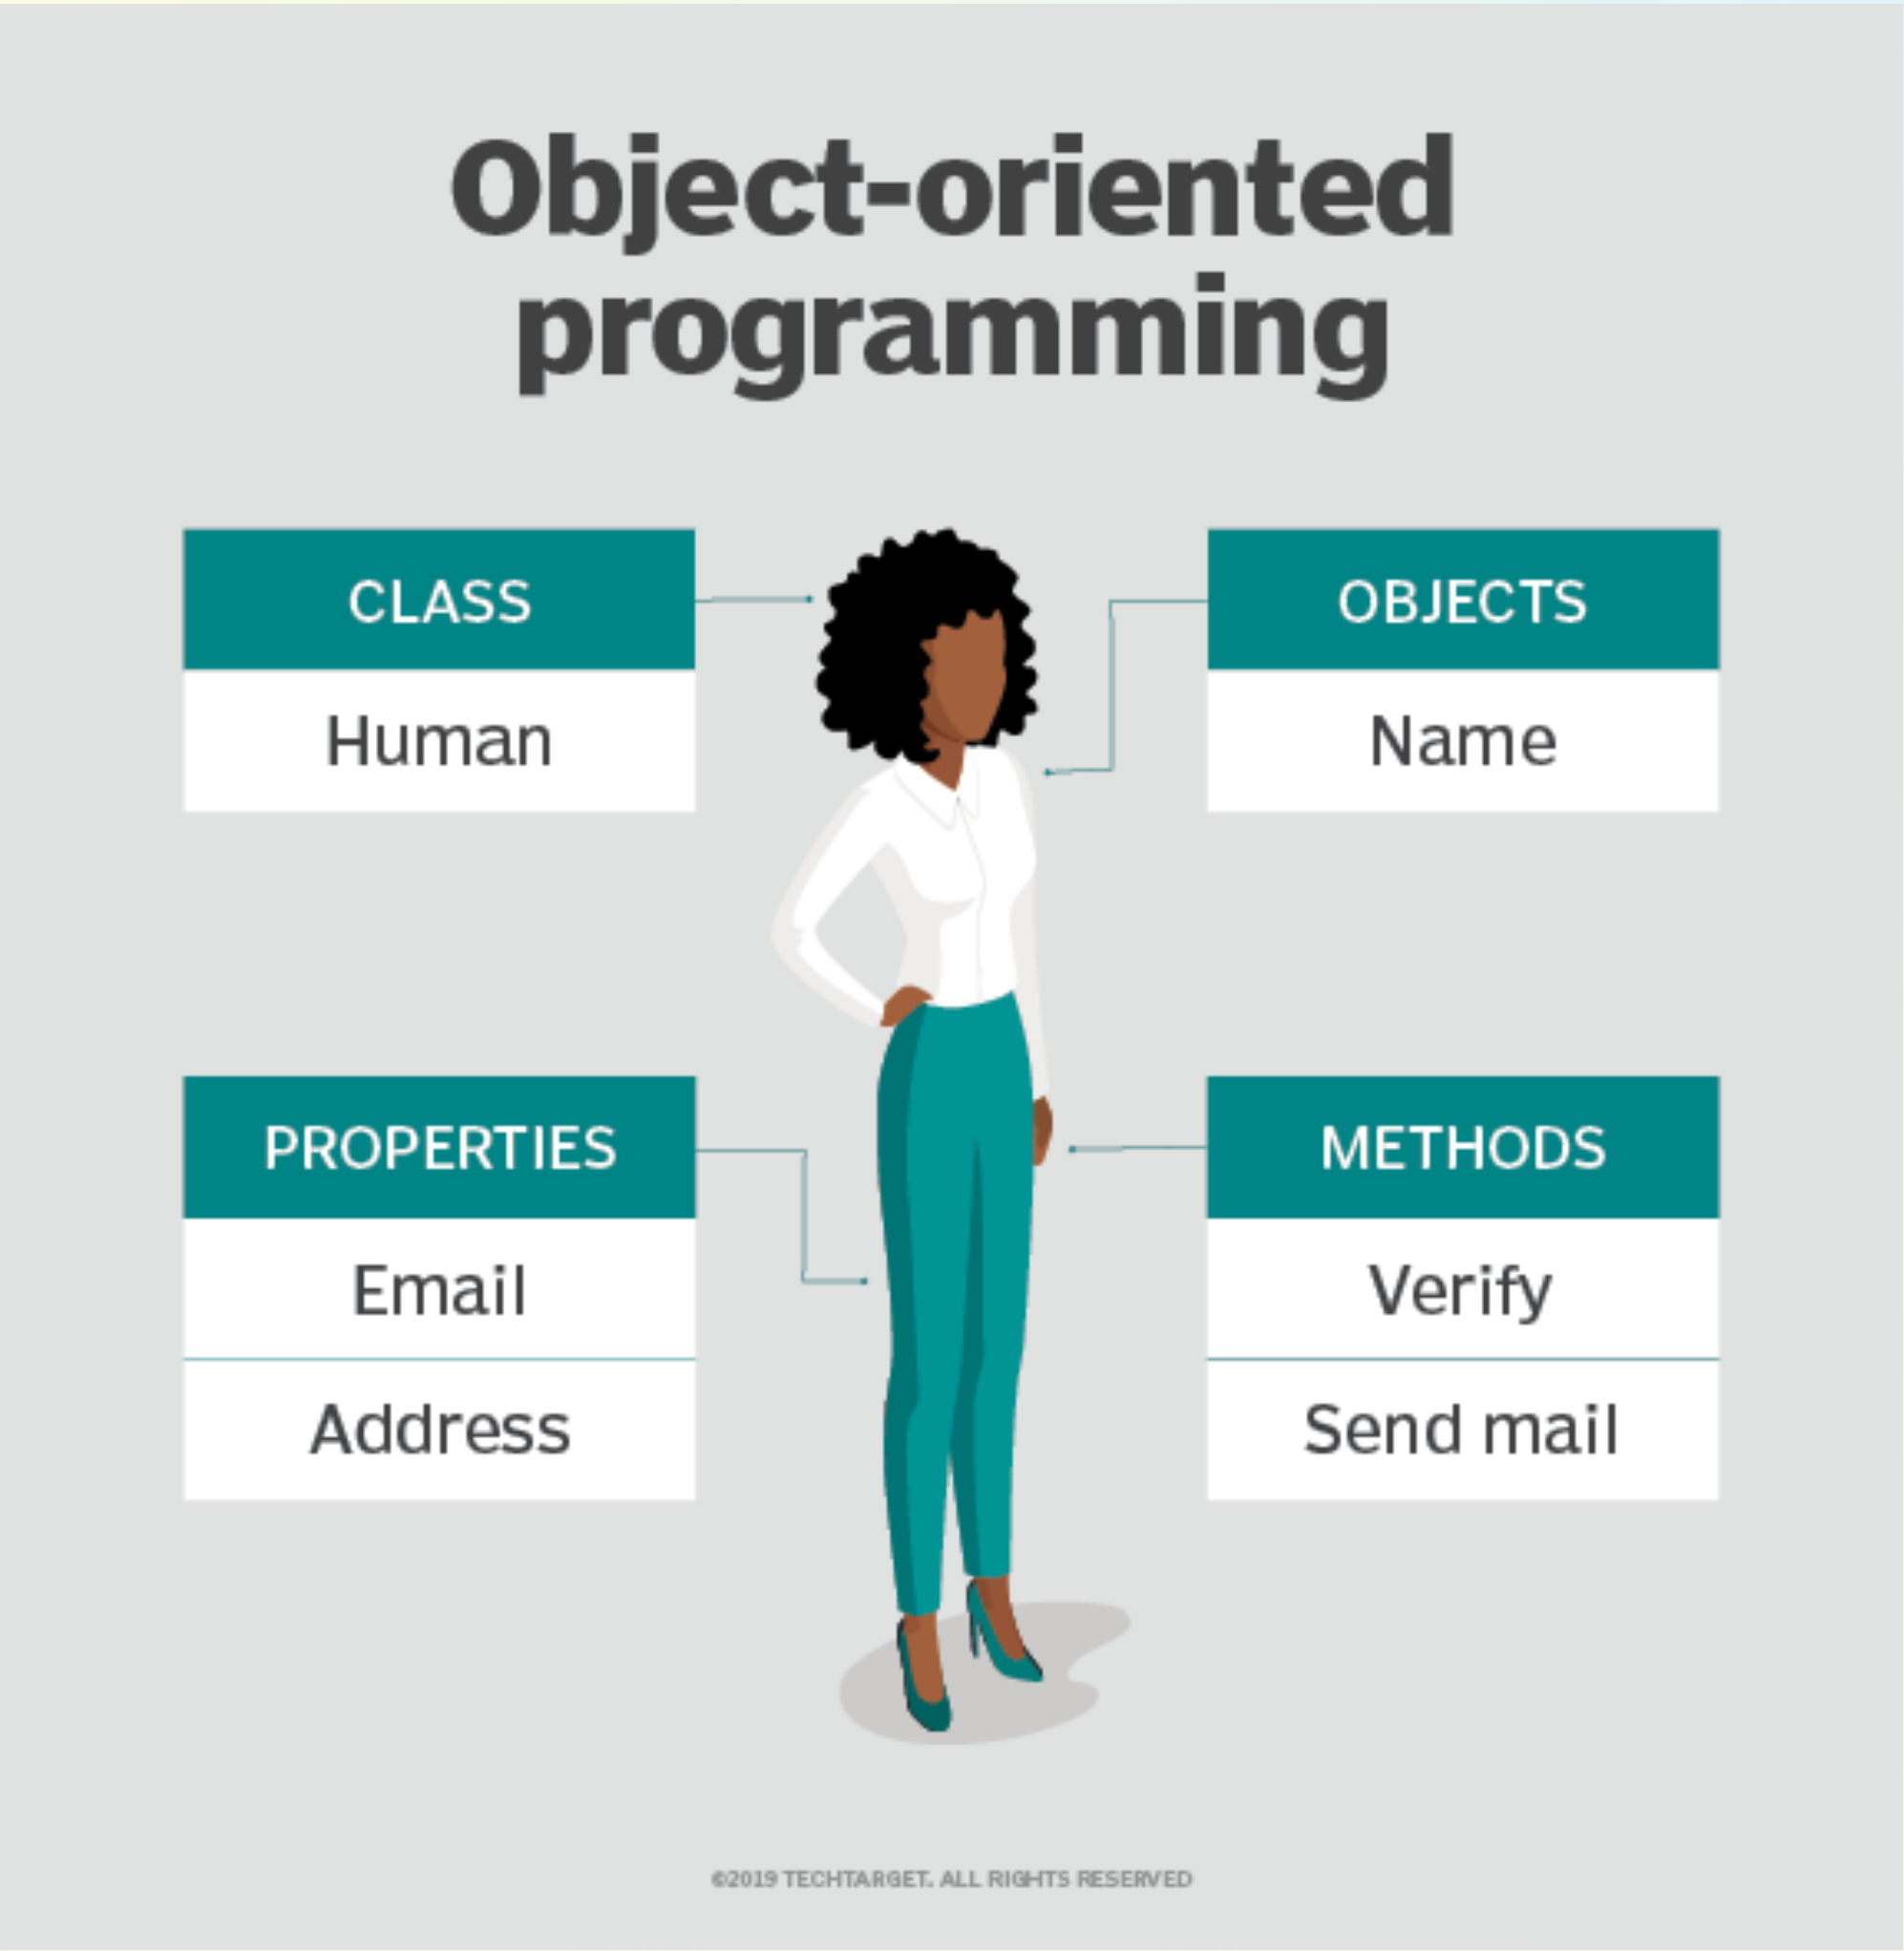 Object-oriented
programming
CLASS
Human
OBJECTS
Name
PROPERTIES
Email
Address
METHODS
Verify
Send mail
©2019 TECHTARGET. ALL RIGHTS RESERVED